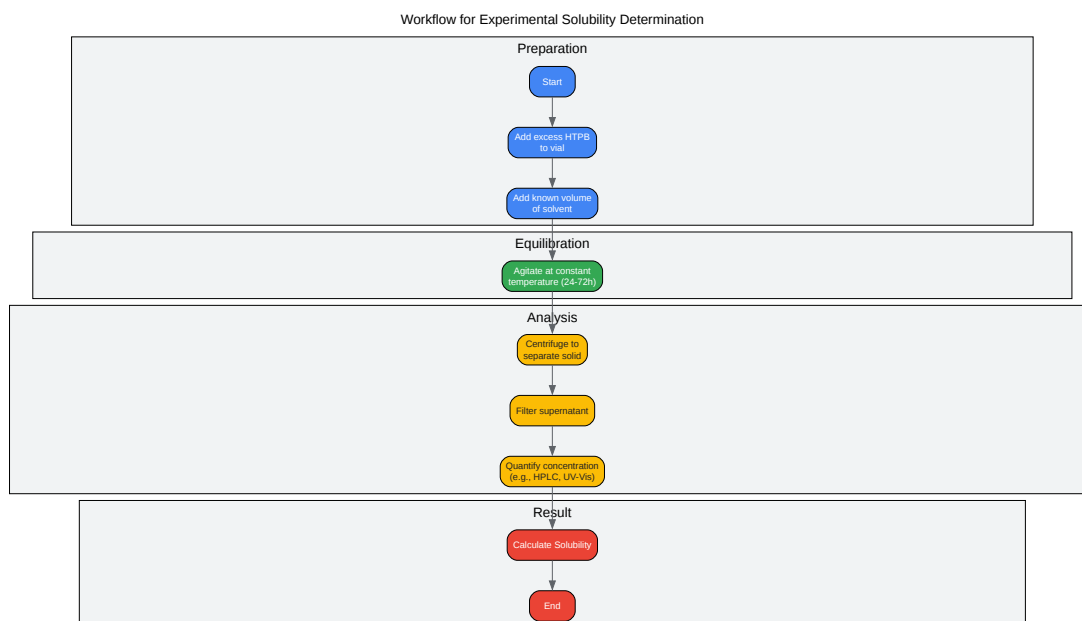 Workflow for Experimental Solubility Determination
Preparation
Start
Add excess HTPB
to vial
Add known volume
of solvent
Equilibration
Agitate at constant
temperature (24-72h)
Analysis
Centrifuge to
separate solid
Filter supernatant
Quantify concentration
(e.g., HPLC, UV-Vis)
Result
Calculate Solubility
End